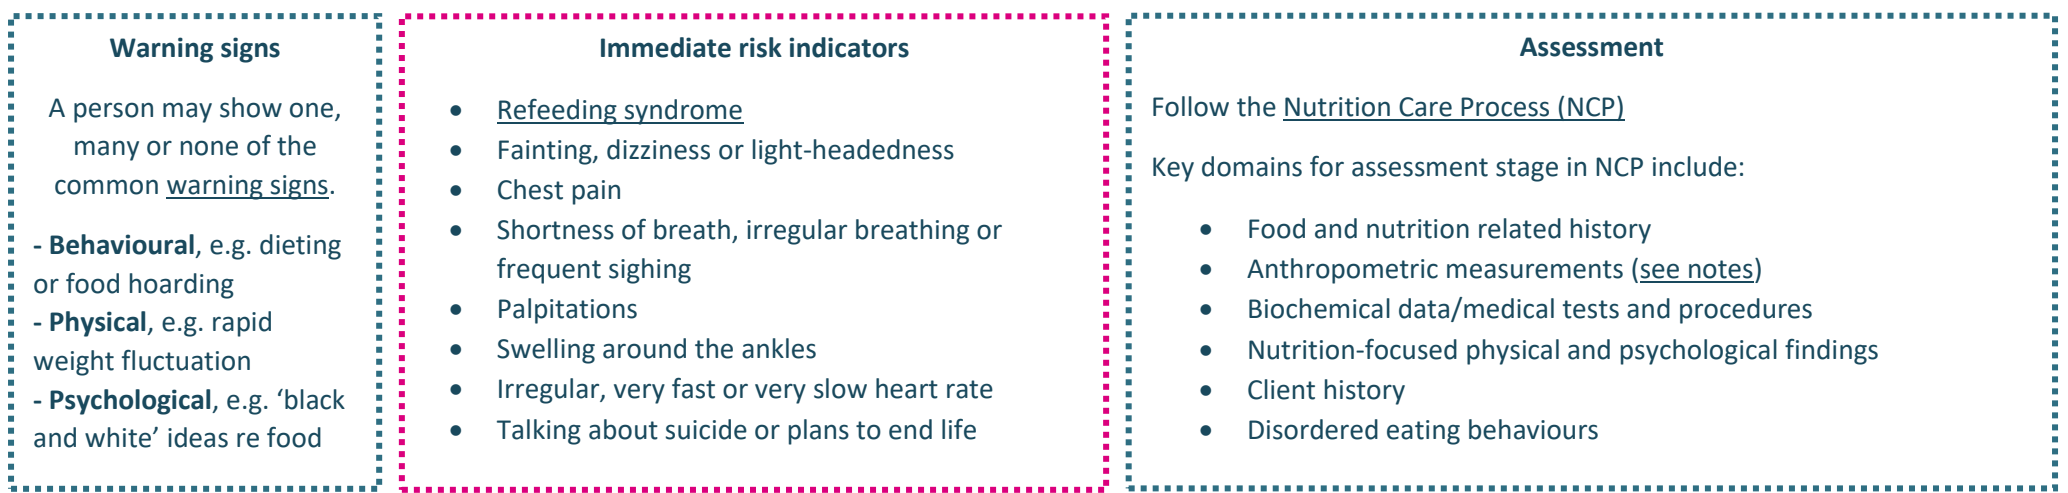 Warning signs
A person may show one,
many or none of the
common warning signs.
- Behavioural, e.g. dieting
or food hoarding
- Physical, e.g. rapid
weight fluctuation
- Psychological, e.g. ‘black
and white’ ideas re food
Immediate risk indicators
• Refeeding syndrome
• Fainting, dizziness or light-headedness
• Chest pain
• Shortness of breath, irregular breathing or
frequent sighing
• Palpitations
• Swelling around the ankles
• Irregular, very fast or very slow heart rate
• Talking about suicide or plans to end life
Assessment
Follow the Nutrition Care Process (NCP)
Key domains for assessment stage in NCP include:
• Food and nutrition related history
• Anthropometric measurements (see notes)
• Biochemical data/medical tests and procedures
• Nutrition-focused physical and psychological findings
• Client history
• Disordered eating behaviours